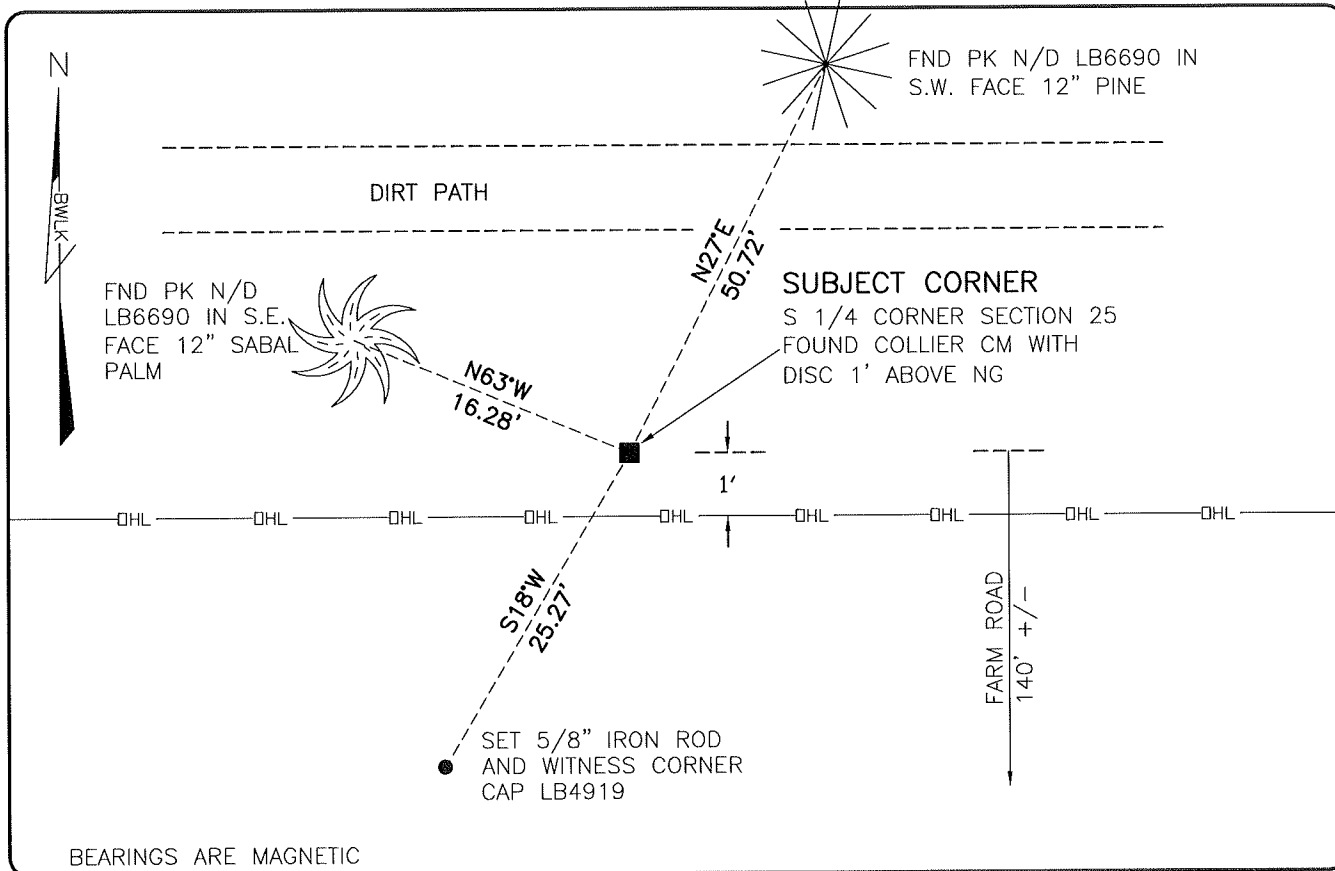 N
BWLK
FND PK N/D LB6690 IN
S.W. FACE 12" PINE
DIRT PATH
N27°E
50.72'
FND PK N/D
LB6690 IN S.E.
FACE 12" SABAL
PALM
N63°W
16.28'
SUBJECT CORNER
S 1/4 CORNER SECTION 25
FOUND COLLIER CM WITH
DISC 1' ABOVE NG
1'
OHL OHL OHL OHL OHL OHL OHL OHL OHL
S18°W
25.27'
FARM ROAD
140' +/-
SET 5/8" IRON ROD
AND WITNESS CORNER
CAP LB4919
BEARINGS ARE MAGNETIC